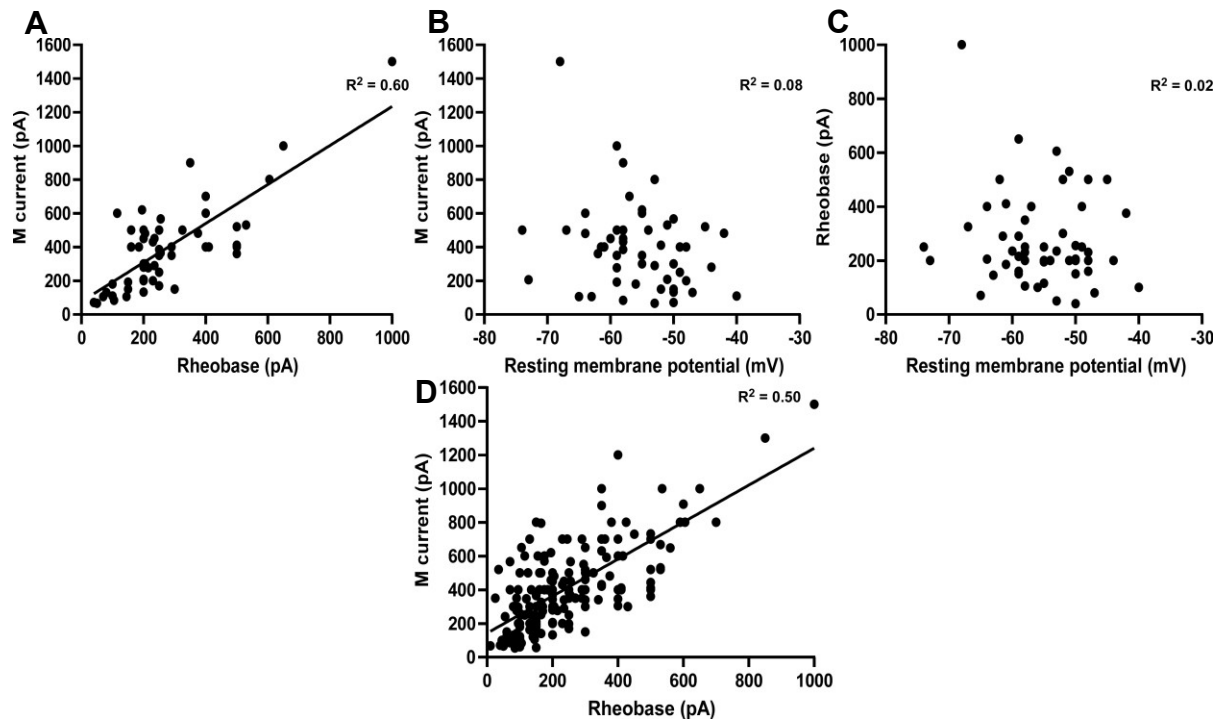 A
M current (pA)
1600
1400
1200
1000
800
600
400
200
0
R² = 0.60
0 200 400 600 800 1000
Rheobase (pA)
B
M current (pA)
1600
1400
1200
1000
800
600
400
200
0
R² = 0.08
-80 -70 -60 -50 -40 -30
Resting membrane potential (mV)
C
Rheobase (pA)
1000
800
600
400
200
0
R² = 0.02
-80 -70 -60 -50 -40 -30
Resting membrane potential (mV)
D
M current (pA)
1600
1400
1200
1000
800
600
400
200
0
R² = 0.50
0 200 400 600 800 1000
Rheobase (pA)